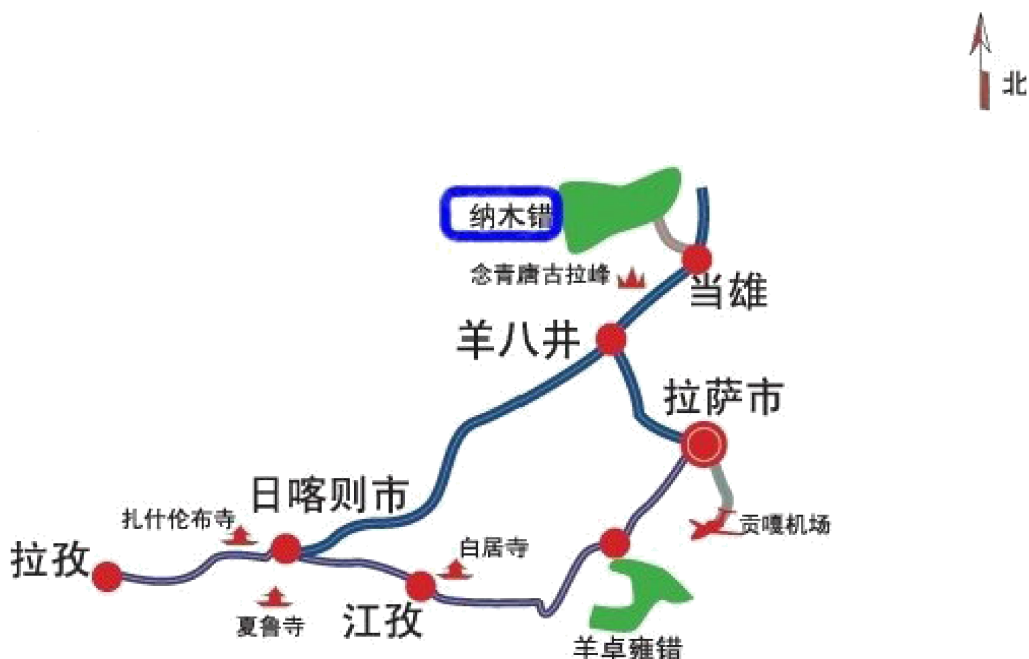 北
纳木错
念青唐古拉峰
当雄
羊八井
拉萨市
日喀则市
扎什伦布寺
贡嘎机场
白居寺
拉孜
夏鲁寺
江孜
羊卓雍错